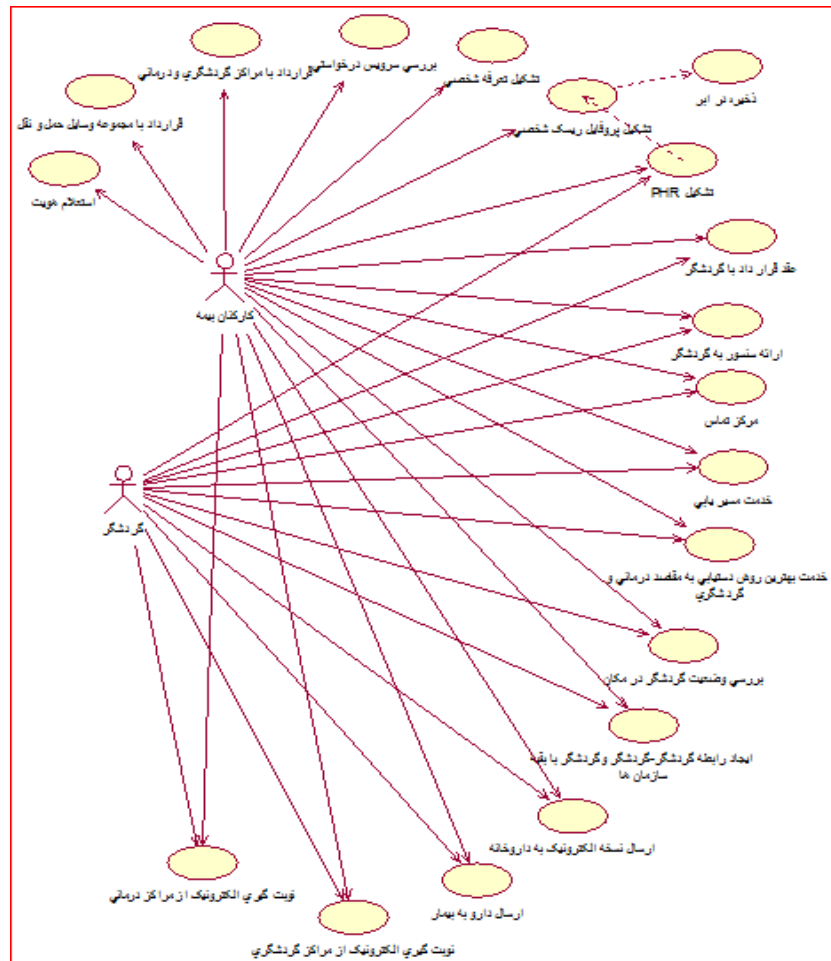 قرارداد با مراکز گردشگري و درماني
بررسي سرويس درخواستي
تشکيل تعرفه شخصي
ذخيره در ابر
تشکيل پروفايل ريسک شخصي
قرارداد با مجموعه وسايل حمل و نقل
تشکيل PHR
استعلام هويت
عقد قرار داد با گردشگر
کارکنان بيمه
ارائه سنسور به گردشگر
مرکز تماس
خدمت مسير يابي
گردشگر
خدمت بهترين روش دستيابي به مقاصد درماني و
گردشگري
بررسي وضعيت گردشگر در مکان
ايجاد رابطه گردشگر-گردشگر وگردشگر با بقيه
سازمان ها
ارسال نسخه الکترونيک به داروخانه
نوبت گيري الکترونيک از مراکز درماني
ارسال دارو به بيمار
نوبت گيري الکترونيک از مراکز گردشگري